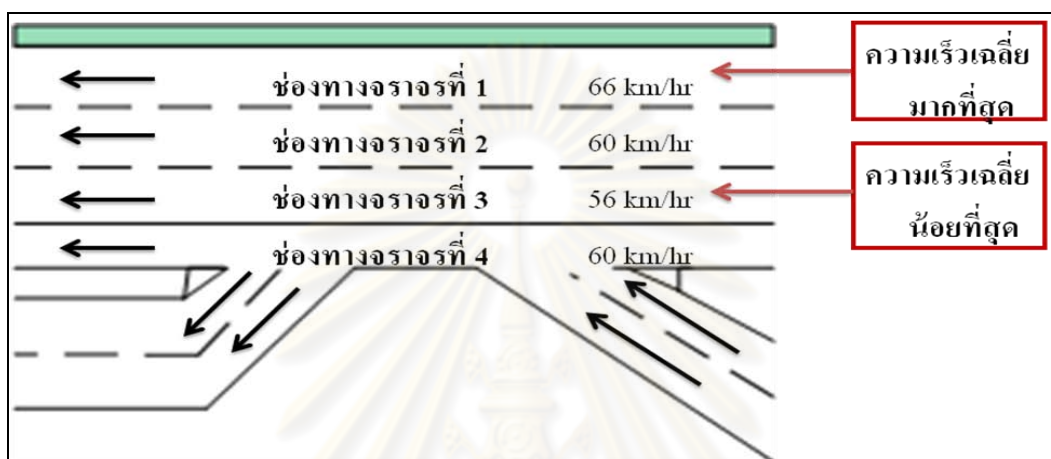 ช่องทางจราจรที่ 1 66 km/hr
ช่องทางจราจรที่ 2 60 km/hr
ช่องทางจราจรที่ 3 56 km/hr
ช่องทางจราจรที่ 4 60 km/hr
ความเร็วเฉลี่ย
มากที่สุด
ความเร็วเฉลี่ย
น้อยที่สุด